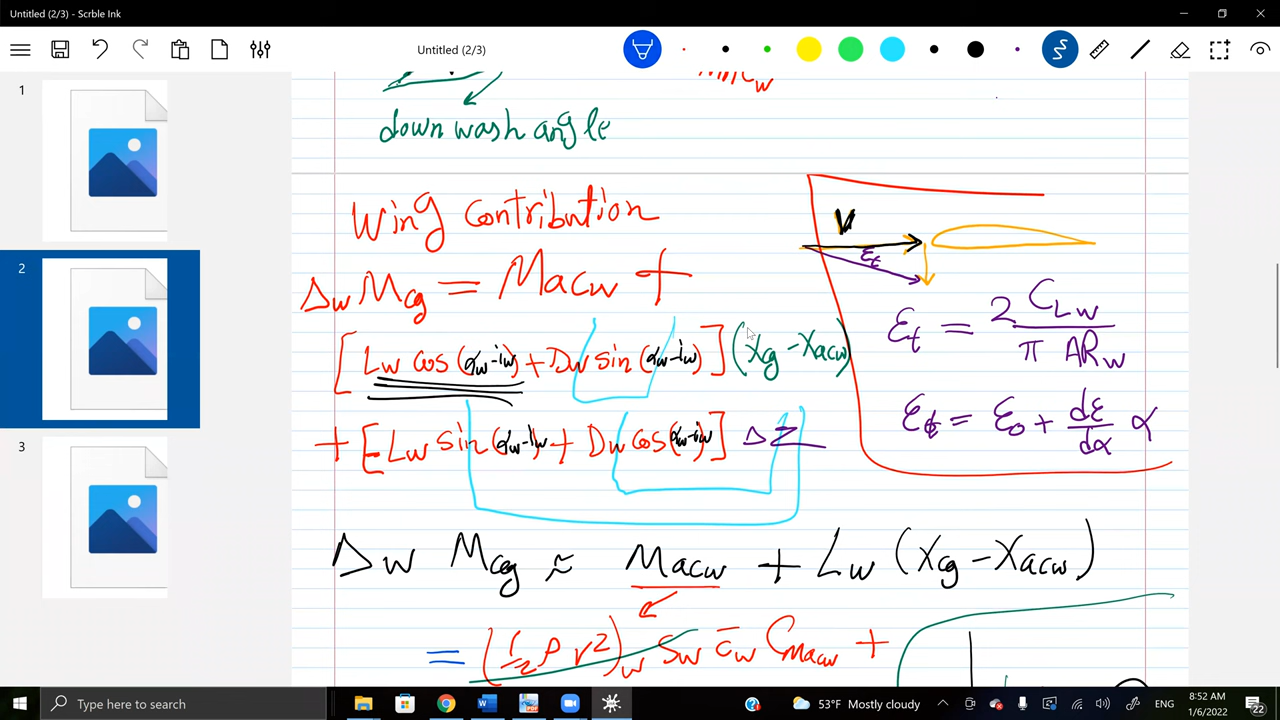 Untitled (2/3) - Scrble Ink
Untitled (2/3)
1
2
3
down wash angle
Wing contribution
Δw Mcg = Macw +
[Lw cos(αw-iw) + Dw sin(αw-iw)] (Xcg - Xacw)
+ [Lw sin(αw-iw) + Dw cos(αw-iw)] ΔZ
V
εt
εt = 2 CLw / π ARw
εt = ε0 + dε/dα α
Δw Mcg ≈ Macw + Lw (Xcg - Xacw)
= (1/2 ρ V²)w Sw c̄w CMacw +
Type here to search
53°F Mostly cloudy
ENG
8:52 AM
1/6/2022
22